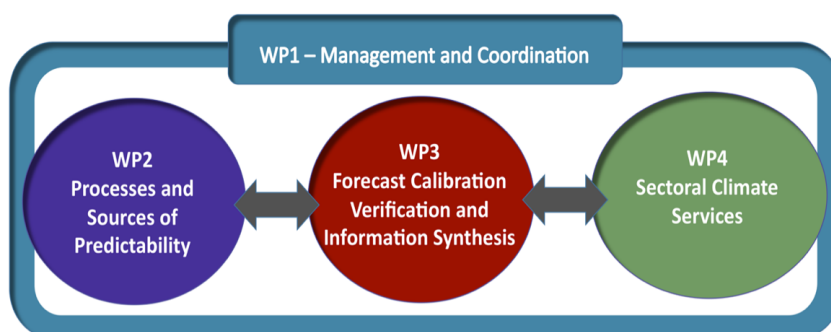 WP1 – Management and Coordination
WP2
Processes and
Sources of
Predictability
WP3
Forecast Calibration
Verification and
Information Synthesis
WP4
Sectoral Climate
Services